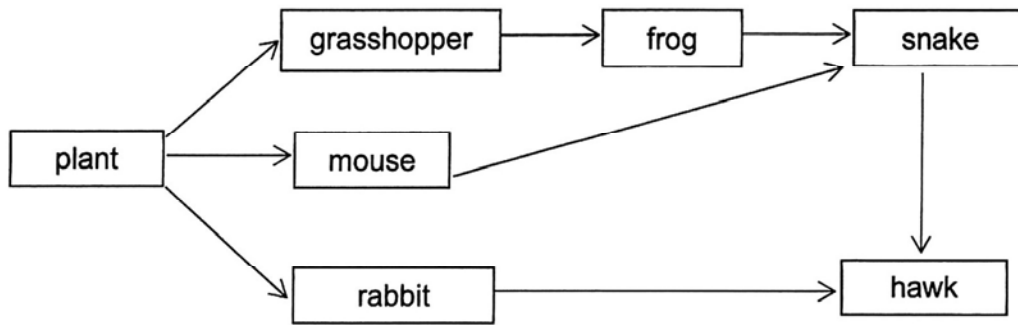 grasshopper
frog
snake
plant
mouse
rabbit
hawk